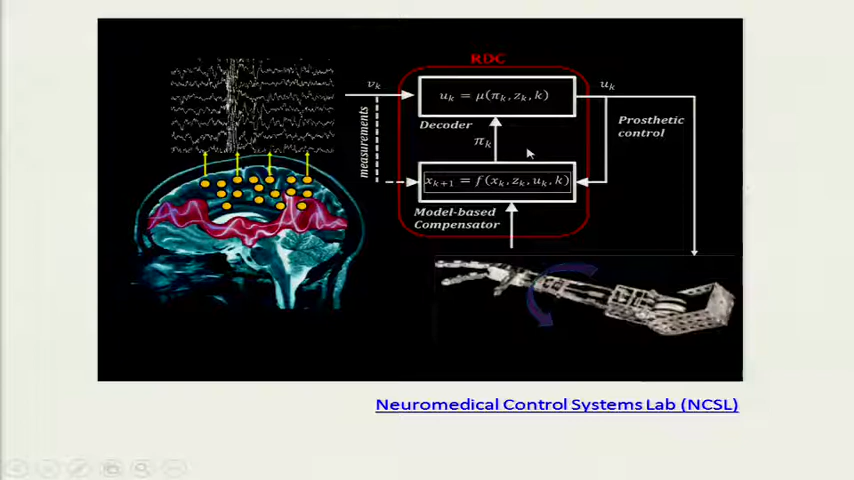 RDC
v_k
u_k
u_k = μ(π_k, z_k, k)
Decoder
Prosthetic
control
measurements
π_k
x_{k+1} = f(x_k, z_k, u_k, k)
Model-based
Compensator
Neuromedical Control Systems Lab (NCSL)